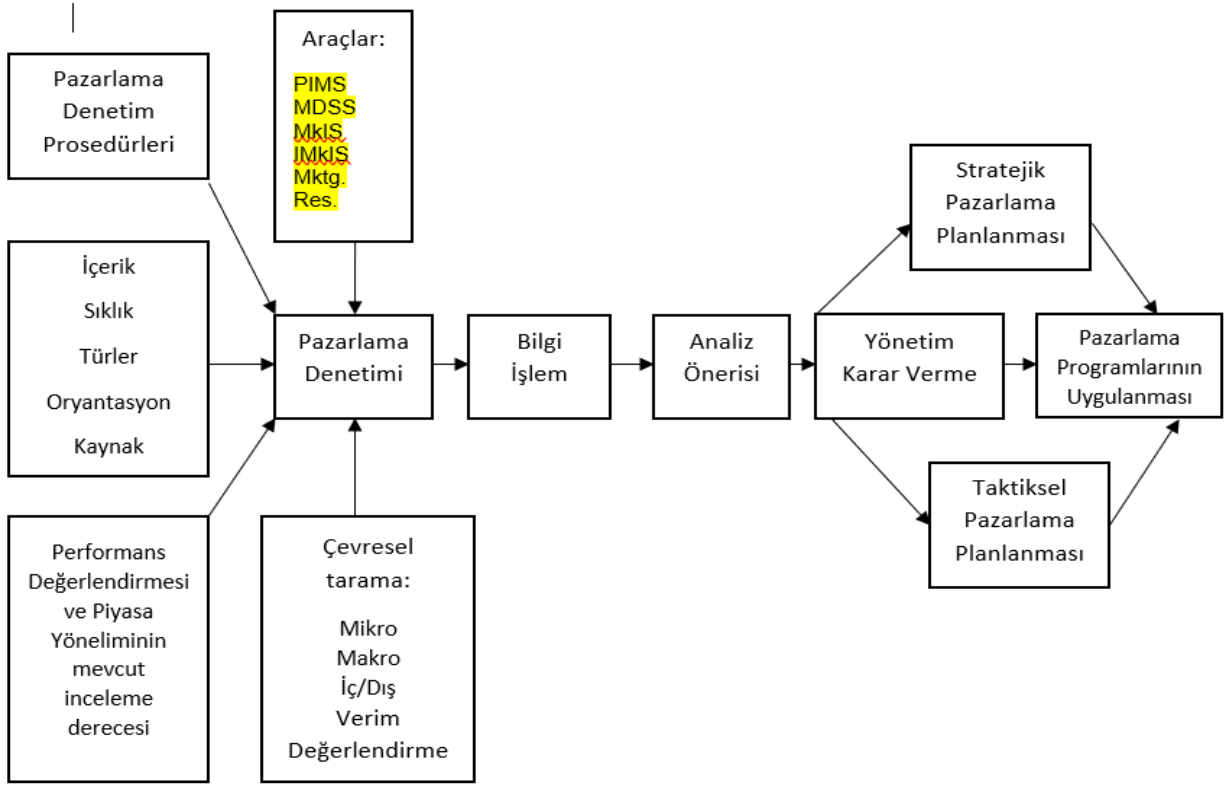 Pazarlama
Denetim
Prosedürleri
Araçlar:
PIMS
MDSS
MkIS
IMkIS
Mktg.
Res.
İçerik
Sıklık
Türler
Oryantasyon
Kaynak
Performans
Değerlendirmesi
ve Piyasa
Yöneliminin
mevcut
inceleme
derecesi
Çevresel
tarama:
Mikro
Makro
İç/Dış
Verim
Değerlendirme
Pazarlama
Denetimi
Bilgi
İşlem
Analiz
Önerisi
Yönetim
Karar Verme
Stratejik
Pazarlama
Planlanması
Taktiksel
Pazarlama
Planlanması
Pazarlama
Programlarının
Uygulanması